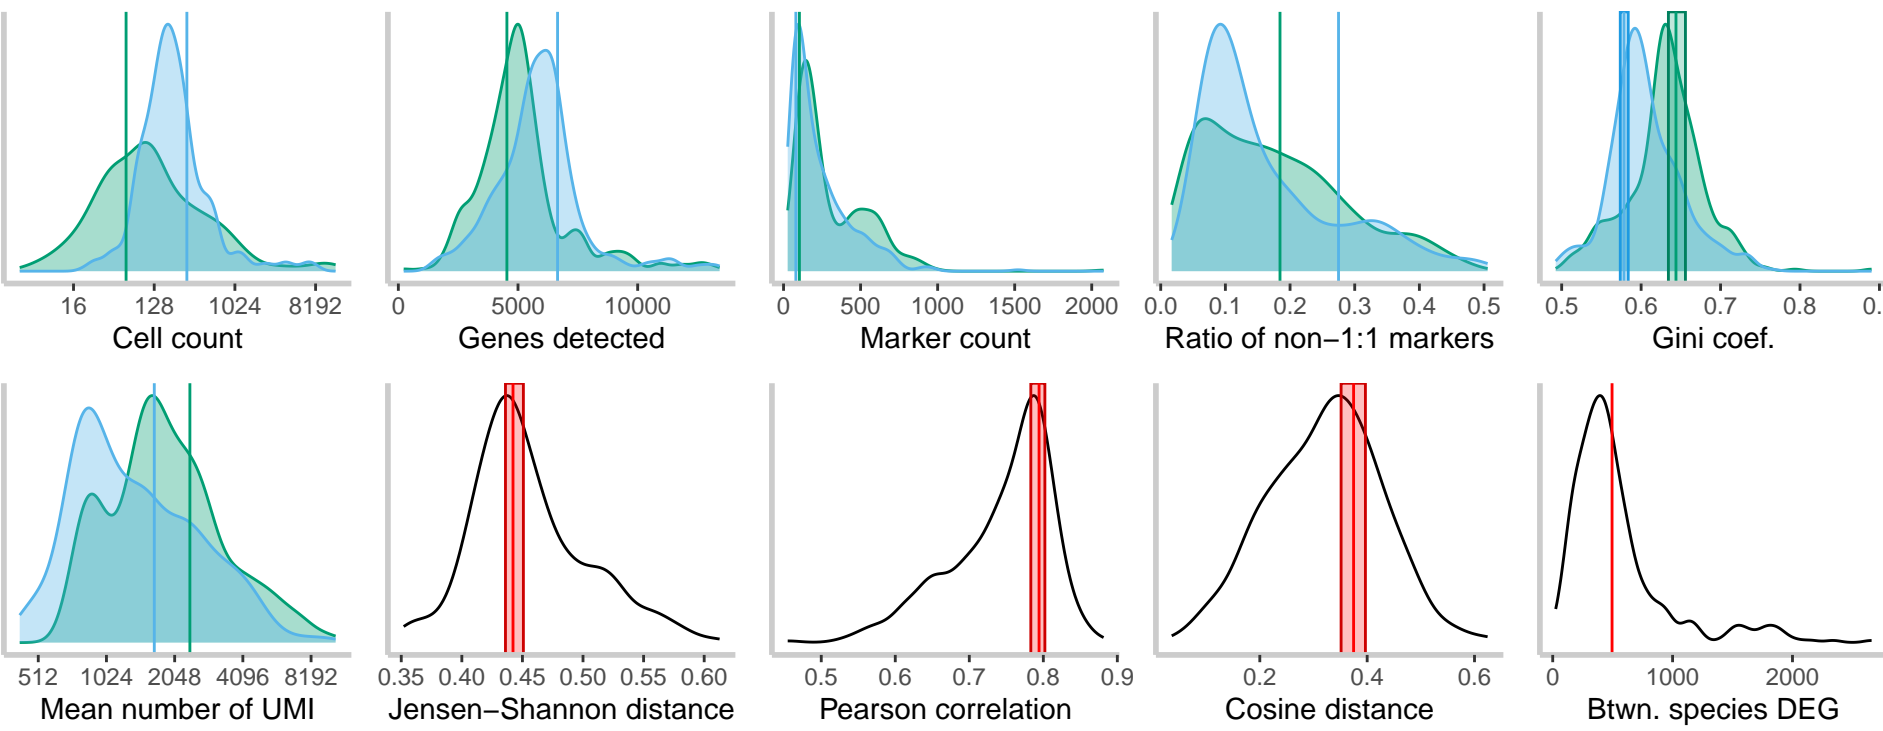 16 128 1024 8192
Cell count
0 5000 10000
Genes detected
0 500 1000 1500 2000
Marker count
0.0 0.1 0.2 0.3 0.4 0.5
Ratio of non−1:1 markers
0.5 0.6 0.7 0.8 0.
Gini coef.
512 1024 2048 4096 8192
Mean number of UMI
0.35 0.40 0.45 0.50 0.55 0.60
Jensen−Shannon distance
0.5 0.6 0.7 0.8 0.9
Pearson correlation
0.2 0.4 0.6
Cosine distance
0 1000 2000
Btwn. species DEG